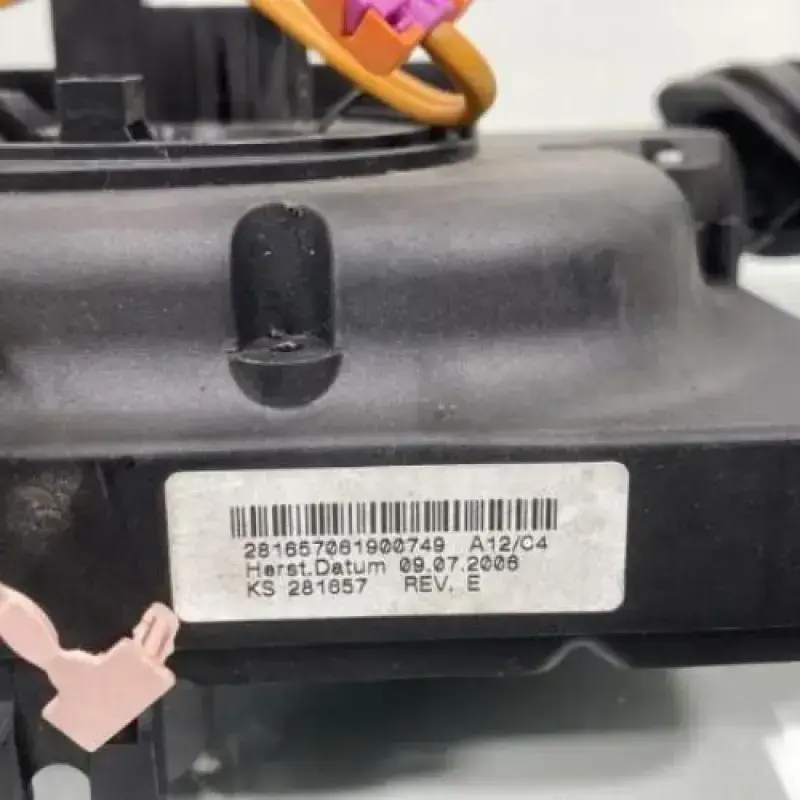 281657061900749 A12/C4
Herst.Datum 09.07.2006
KS 281657 REV. E